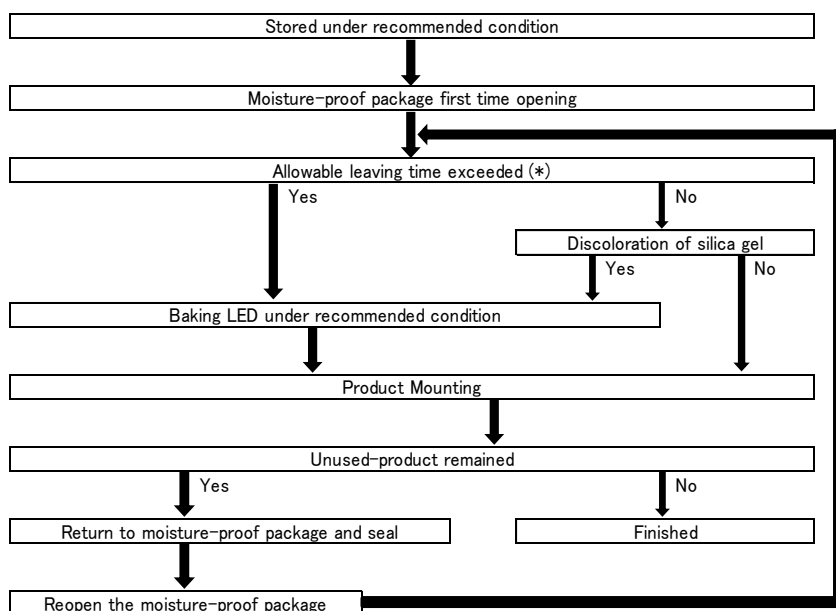 Stored under recommended condition
Moisture-proof package first time opening
Allowable leaving time exceeded (*)
Yes
No
Discoloration of silica gel
Yes
No
Baking LED under recommended condition
Product Mounting
Unused-product remained
Yes
No
Return to moisture-proof package and seal
Finished
Reopen the moisture-proof package